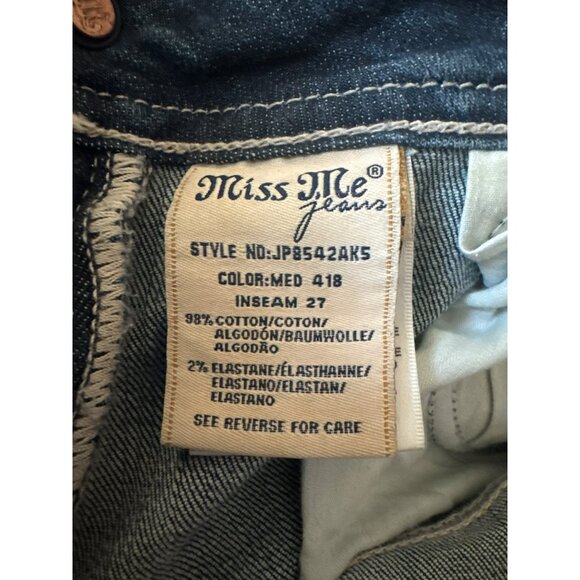 Miss Me®
jeans
STYLE NO:JP8542AK5
COLOR:MED 418
INSEAM 27
98% COTTON/COTON/
ALGODÓN/BAUMWOLLE/
ALGODÃO
2% ELASTANE/ÉLASTHANNE/
ELASTANO/ELASTAN/
ELASTANO
SEE REVERSE FOR CARE